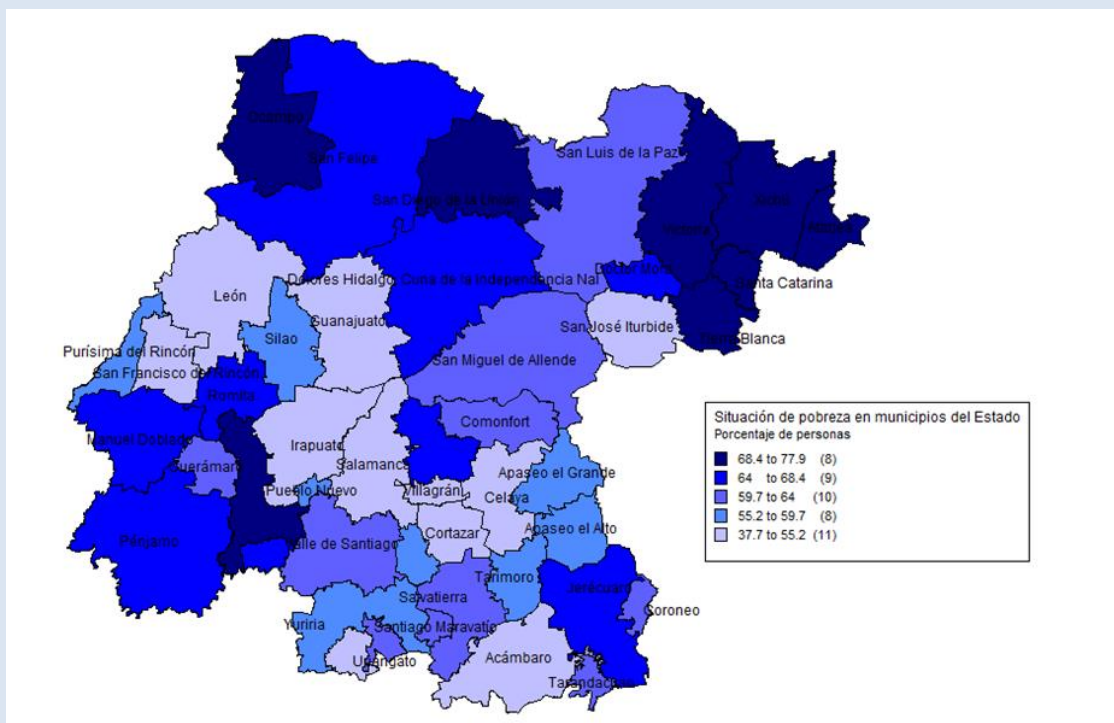 Ocampo
San Felipe
San Luis de la Paz
San Diego de la Unión
Victoria
Xichú
Atarjea
Santa Catarina
Doctor Mora
Dolores Hidalgo, Cuna de la Independencia Nal
León
Guanajuato
San José Iturbide
Tierra Blanca
Silao
Purísima del Rincón
San Francisco del Rincón
San Miguel de Allende
Romita
Comonfort
Manuel Doblado
Irapuato
Cuerámaro
Salamanca
Apaseo el Grande
Pueblo Nuevo
Villagrán
Celaya
Cortazar
Apaseo el Alto
Pénjamo
Valle de Santiago
Tarimoro
Jerécuaro
Salvatierra
Coroneo
Yuriria
Santiago Maravatío
Uriangato
Acámbaro
Tarandacuao
Situación de pobreza en municipios del Estado
Porcentaje de personas
68.4 to 77.9 (8)
64 to 68.4 (9)
59.7 to 64 (10)
55.2 to 59.7 (8)
37.7 to 55.2 (11)